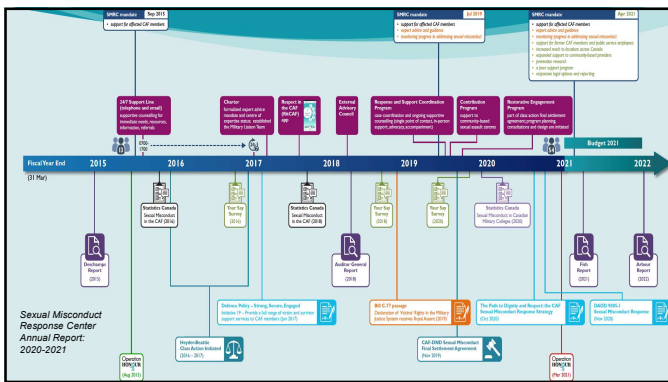 SMRC mandate Sep 2015
• support for affected CAF members
SMRC mandate Jul 2019
• support for affected CAF members
• expert advice and guidance
• monitoring progress in addressing sexual misconduct
SMRC mandate Apr 2021
• support for affected CAF members
• expert advice and guidance
• monitoring progress in addressing sexual misconduct
• support for former CAF members and public service employees
• increased reach to locations across Canada
• expanded support to community-based providers
• prevention research
• a peer support program
• responsive legal options and reporting
24/7 Support Line
(telephone and email)
supportive counselling for
immediate needs, resources,
information, referrals
Charter
formalized expert advice
mandate and centre of
expertise status; established
the Military Liaison Team
Respect in
the CAF
(RitCAF)
app
External
Advisory
Council
Response and Support Coordination
Program
case coordination and ongoing supportive
counselling (single point of contact, in-person
support, advocacy, accompaniment)
Contribution
Program
support to
community-based
sexual assault centres
Restorative Engagement
Program
part of class action final settlement
agreement; program planning,
consultations and design are initiated
0700-
1700
24/7
Budget 2021
Fiscal Year End
2015
2016
2017
2018
2019
2020
2021
2022
(31 Mar)
Deschamps
Report
(2015)
Statistics Canada
Sexual Misconduct
in the CAF (2016)
Your Say
Survey
(2016)
Statistics Canada
Sexual Misconduct
in the CAF (2018)
Auditor General
Report
(2018)
Your Say
Survey
(2018)
Your Say
Survey
(2020)
Statistics Canada
Sexual Misconduct in Canadian
Military Colleges (2020)
Fish
Report
(2021)
Arbour
Report
(2022)
Defence Policy – Strong, Secure, Engaged
Initiative 19 – Provide a full range of victim and survivor
support services to CAF members (Jun 2017)
Bill C-77 passage
Declaration of Victims' Rights in the Military
Justice System receives Royal Assent (2019)
The Path to Dignity and Respect: the CAF
Sexual Misconduct Response Strategy
(Oct 2020)
DAOD 9005-1
Sexual Misconduct Response
(Nov 2020)
Heyder-Beattie
Class Action Initiated
(2016 – 2017)
CAF-DND Sexual Misconduct
Final Settlement Agreement
(Nov 2019)
Operation
HONOUR
(Aug 2015)
Operation
HONOUR
(Mar 2021)
Sexual Misconduct
Response Center
Annual Report:
2020-2021